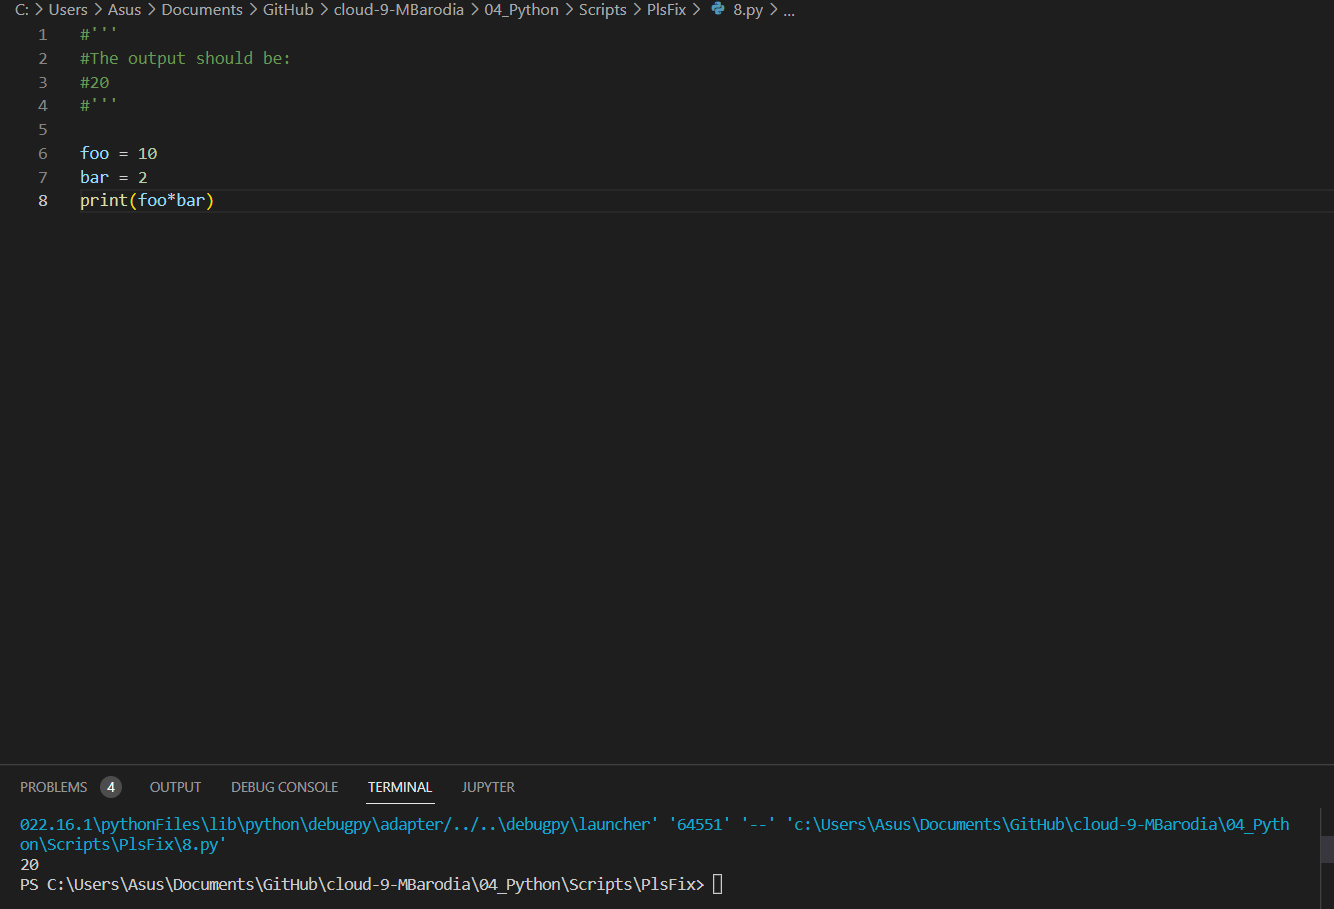 C: > Users > Asus > Documents > GitHub > cloud-9-MBarodia > 04_Python > Scripts > PlsFix > 8.py > ...
1 #'''
2 #The output should be:
3 #20
4 #'''
5
6 foo = 10
7 bar = 2
8 print(foo*bar)
PROBLEMS 4 OUTPUT DEBUG CONSOLE TERMINAL JUPYTER
022.16.1\pythonFiles\lib\python\debugpy\adapter/../..\debugpy\launcher' '64551' '--' 'c:\Users\Asus\Documents\GitHub\cloud-9-MBarodia\04_Pyth
on\Scripts\PlsFix\8.py'
20
PS C:\Users\Asus\Documents\GitHub\cloud-9-MBarodia\04_Python\Scripts\PlsFix>